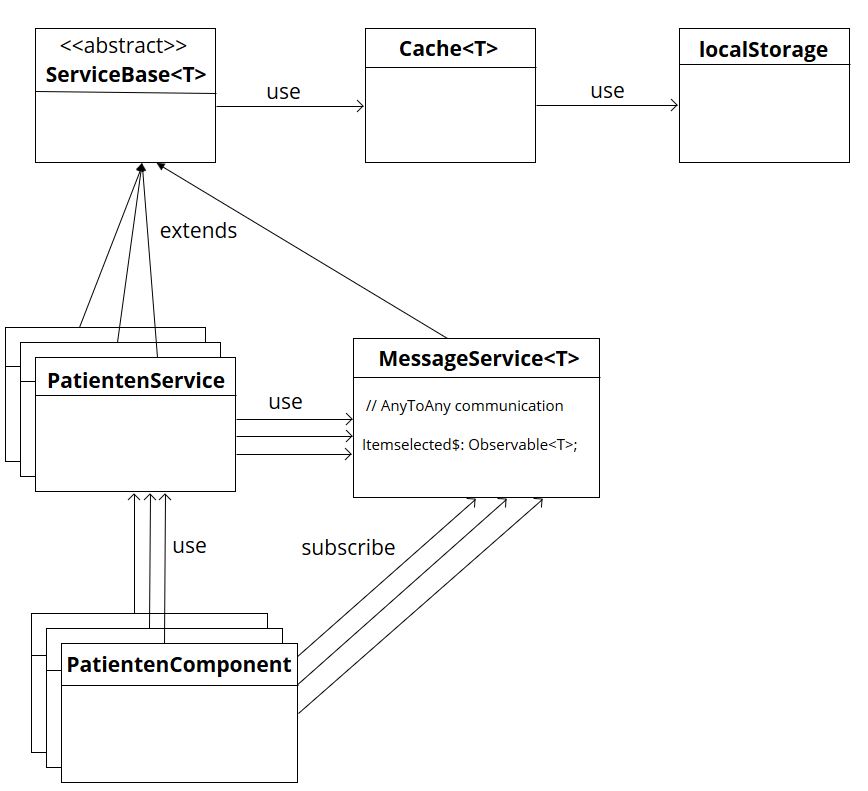 <<abstract>>
ServiceBase<T>
use
Cache<T>
use
localStorage
extends
PatientenService
use
MessageService<T>
// AnyToAny communication
Itemselected$: Observable<T>;
use
subscribe
PatientenComponent